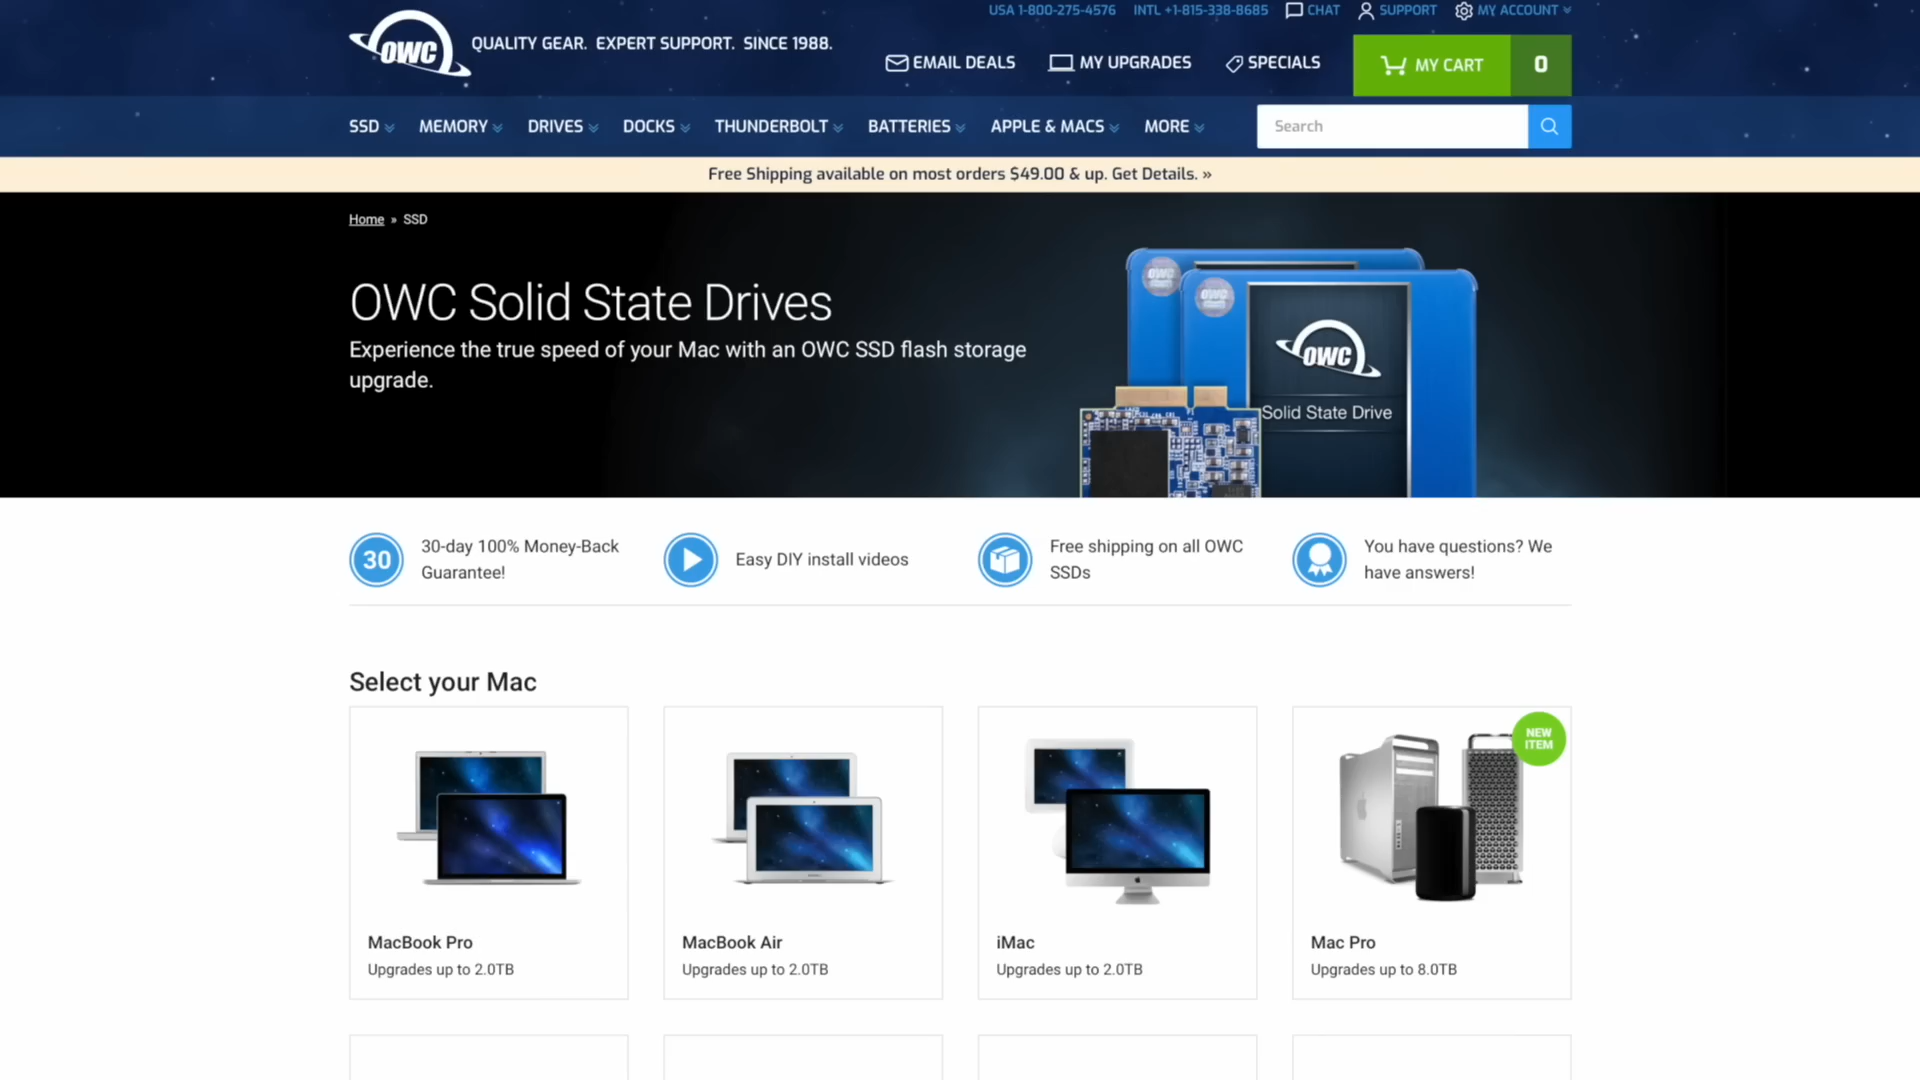 USA 1-800-275-4576 INTL +1-815-338-8685 CHAT SUPPORT MY ACCOUNT
OWC QUALITY GEAR. EXPERT SUPPORT. SINCE 1988.
EMAIL DEALS MY UPGRADES SPECIALS MY CART 0
SSD MEMORY DRIVES DOCKS THUNDERBOLT BATTERIES APPLE & MACS MORE Search
Free Shipping available on most orders $49.00 & up. Get Details. »
Home » SSD
OWC Solid State Drives
Experience the true speed of your Mac with an OWC SSD flash storage
upgrade.
OWC
OWC
OWC
Solid State Drive
30 30-day 100% Money-Back
Guarantee!
Easy DIY install videos
Free shipping on all OWC
SSDs
You have questions? We
have answers!
Select your Mac
NEW
ITEM
MacBook Pro
Upgrades up to 2.0TB
MacBook Air
Upgrades up to 2.0TB
iMac
Upgrades up to 2.0TB
Mac Pro
Upgrades up to 8.0TB